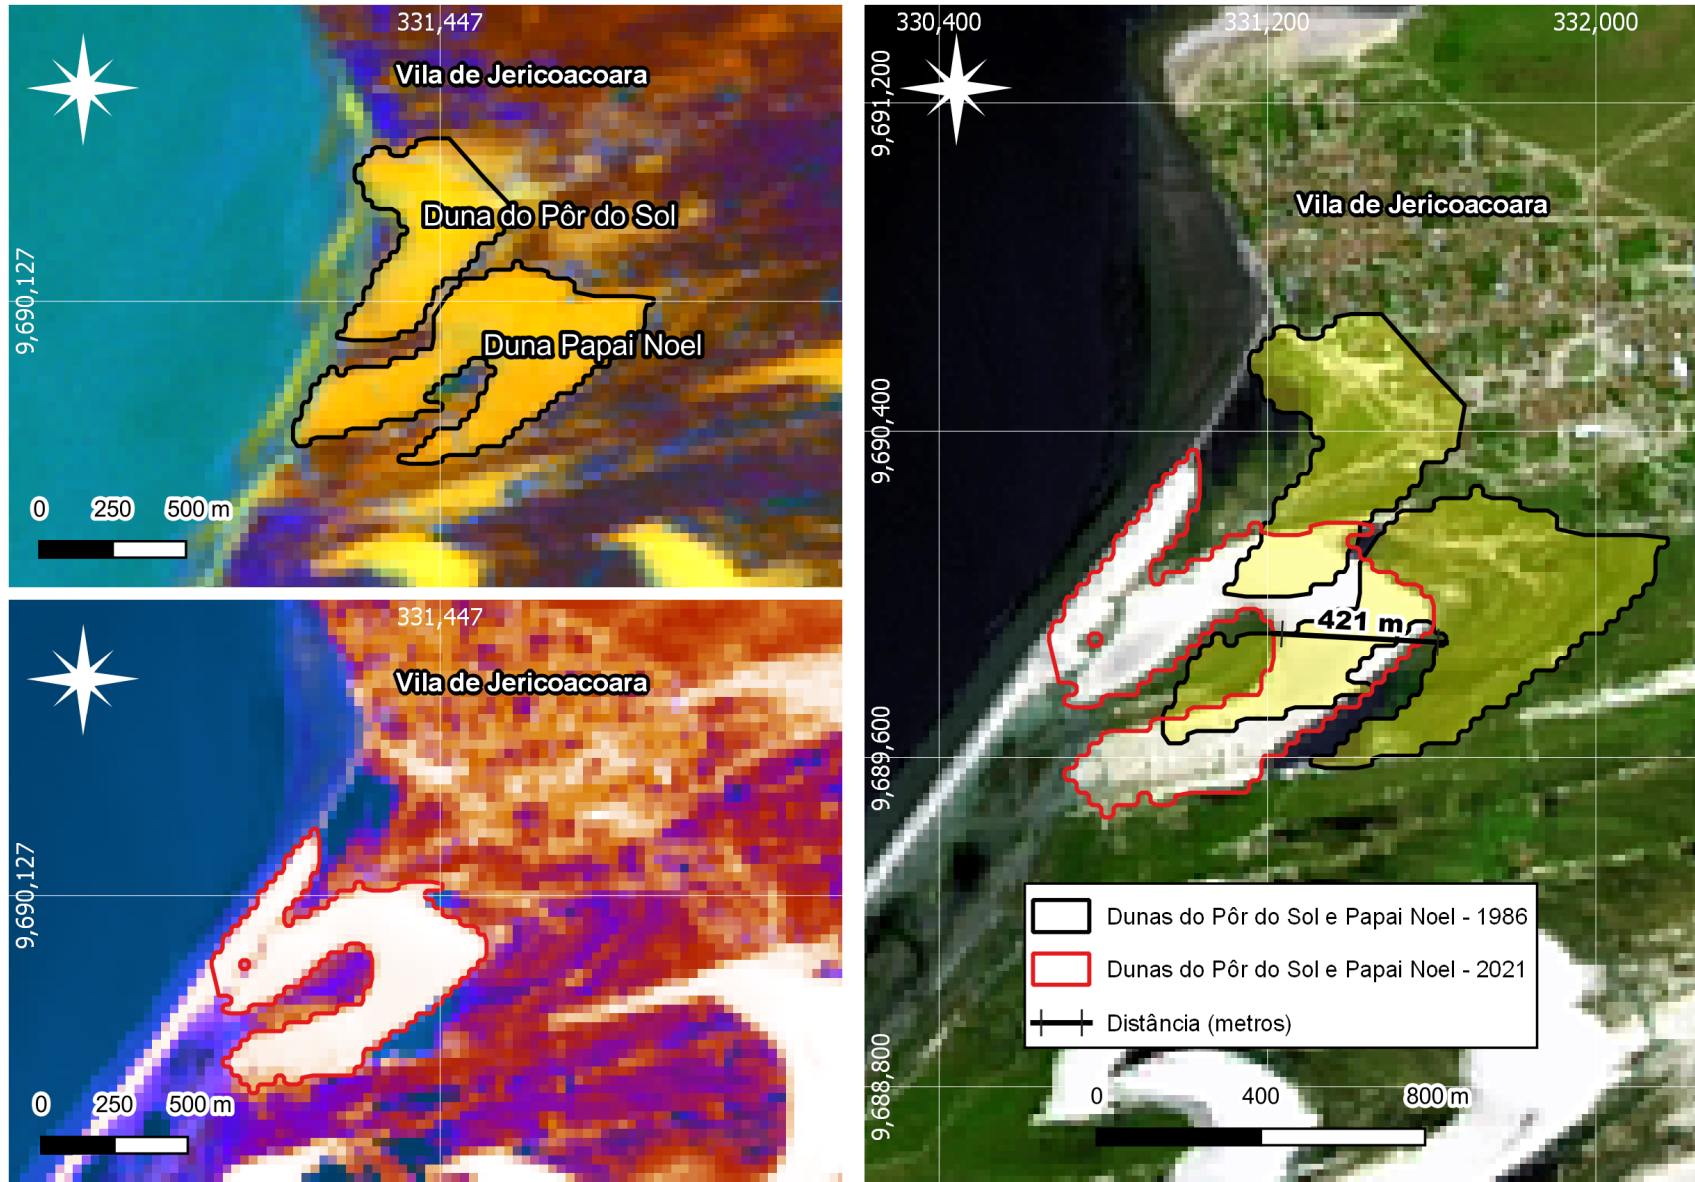 331,447
Vila de Jericoacoara
Duna do Pôr do Sol
9,690,127
Duna Papai Noel
0 250 500 m
331,447
Vila de Jericoacoara
9,690,127
0 250 500 m
330,400 331,200 332,000
9,691,200
Vila de Jericoacoara
9,690,400
421 m
9,689,600
Dunas do Pôr do Sol e Papai Noel - 1986
Dunas do Pôr do Sol e Papai Noel - 2021
Distância (metros)
9,688,800
0 400 800 m